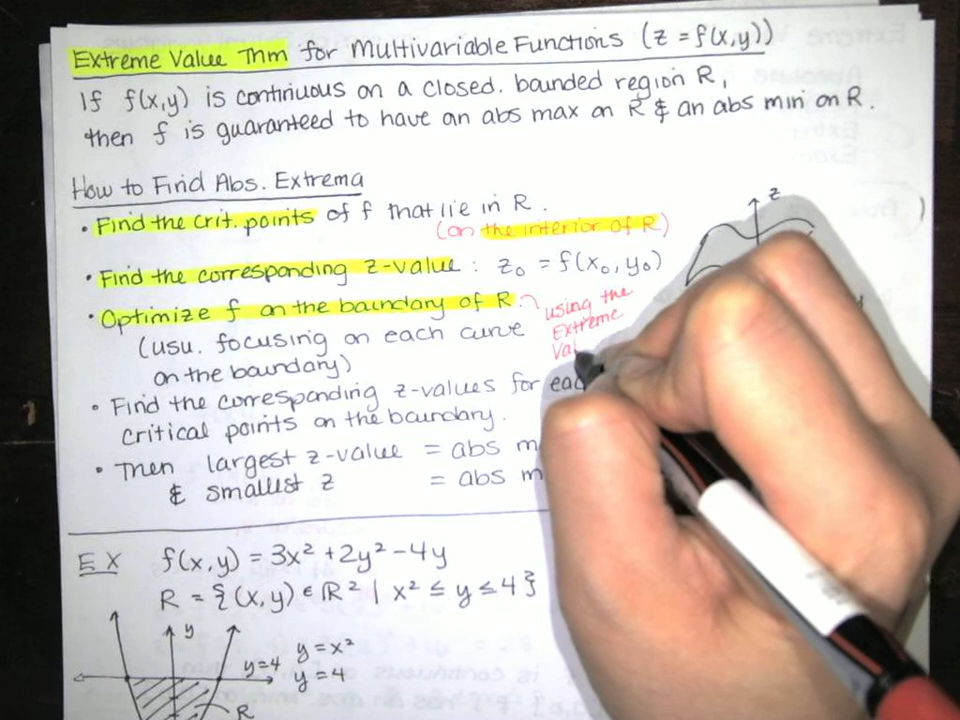 Extreme Value Thm for Multivariable Functions (z = f(x,y))
If f(x,y) is continuous on a closed, bounded region R,
then f is guaranteed to have an abs max on R & an abs min on R.
How to Find Abs. Extrema
• Find the crit. points of f that lie in R.
(on the interior of R)
• Find the corresponding z-value : z₀ = f(x₀, y₀)
• Optimize f on the boundary of R.
using the
Extreme
Val
(usu. focusing on each curve
on the boundary)
• Find the corresponding z-values for eac
critical points on the boundary.
• Then largest z-value = abs m
& smallest z = abs m
z
EX f(x,y) = 3x² + 2y² - 4y
R = {(x,y) ∈ ℝ² | x² ≤ y ≤ 4}
y
y = x²
y=4
y = 4
R